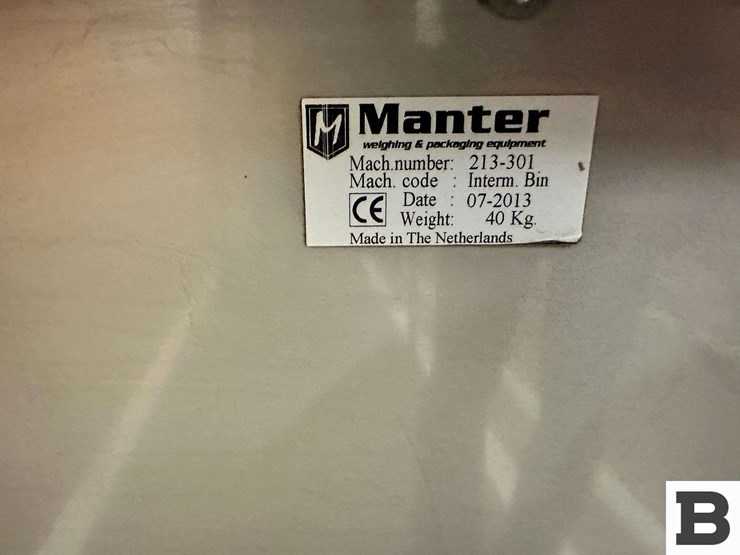 M Manter
weighing & packaging equipment
Mach.number: 213-301
Mach. code : Interm. Bin
CE Date : 07-2013
Weight: 40 Kg.
Made in The Netherlands
B